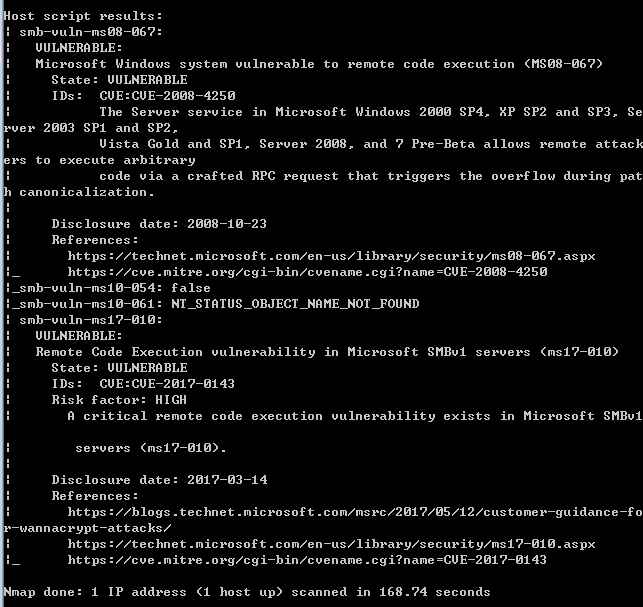 Host script results:
| smb-vuln-ms08-067:
|   VULNERABLE:
|   Microsoft Windows system vulnerable to remote code execution (MS08-067)
|     State: VULNERABLE
|     IDs:  CVE:CVE-2008-4250
|           The Server service in Microsoft Windows 2000 SP4, XP SP2 and SP3, Se
rver 2003 SP1 and SP2,
|           Vista Gold and SP1, Server 2008, and 7 Pre-Beta allows remote attack
ers to execute arbitrary
|           code via a crafted RPC request that triggers the overflow during pat
h canonicalization.
|
|     Disclosure date: 2008-10-23
|     References:
|       https://technet.microsoft.com/en-us/library/security/ms08-067.aspx
|_      https://cve.mitre.org/cgi-bin/cvename.cgi?name=CVE-2008-4250
|_smb-vuln-ms10-054: false
|_smb-vuln-ms10-061: NT_STATUS_OBJECT_NAME_NOT_FOUND
| smb-vuln-ms17-010:
|   VULNERABLE:
|   Remote Code Execution vulnerability in Microsoft SMBv1 servers (ms17-010)
|     State: VULNERABLE
|     IDs:  CVE:CVE-2017-0143
|     Risk factor: HIGH
|       A critical remote code execution vulnerability exists in Microsoft SMBv1

|        servers (ms17-010).
|
|     Disclosure date: 2017-03-14
|     References:
|       https://blogs.technet.microsoft.com/msrc/2017/05/12/customer-guidance-fo
r-wannacrypt-attacks/
|       https://technet.microsoft.com/en-us/library/security/ms17-010.aspx
|_      https://cve.mitre.org/cgi-bin/cvename.cgi?name=CVE-2017-0143

Nmap done: 1 IP address (1 host up) scanned in 168.74 seconds